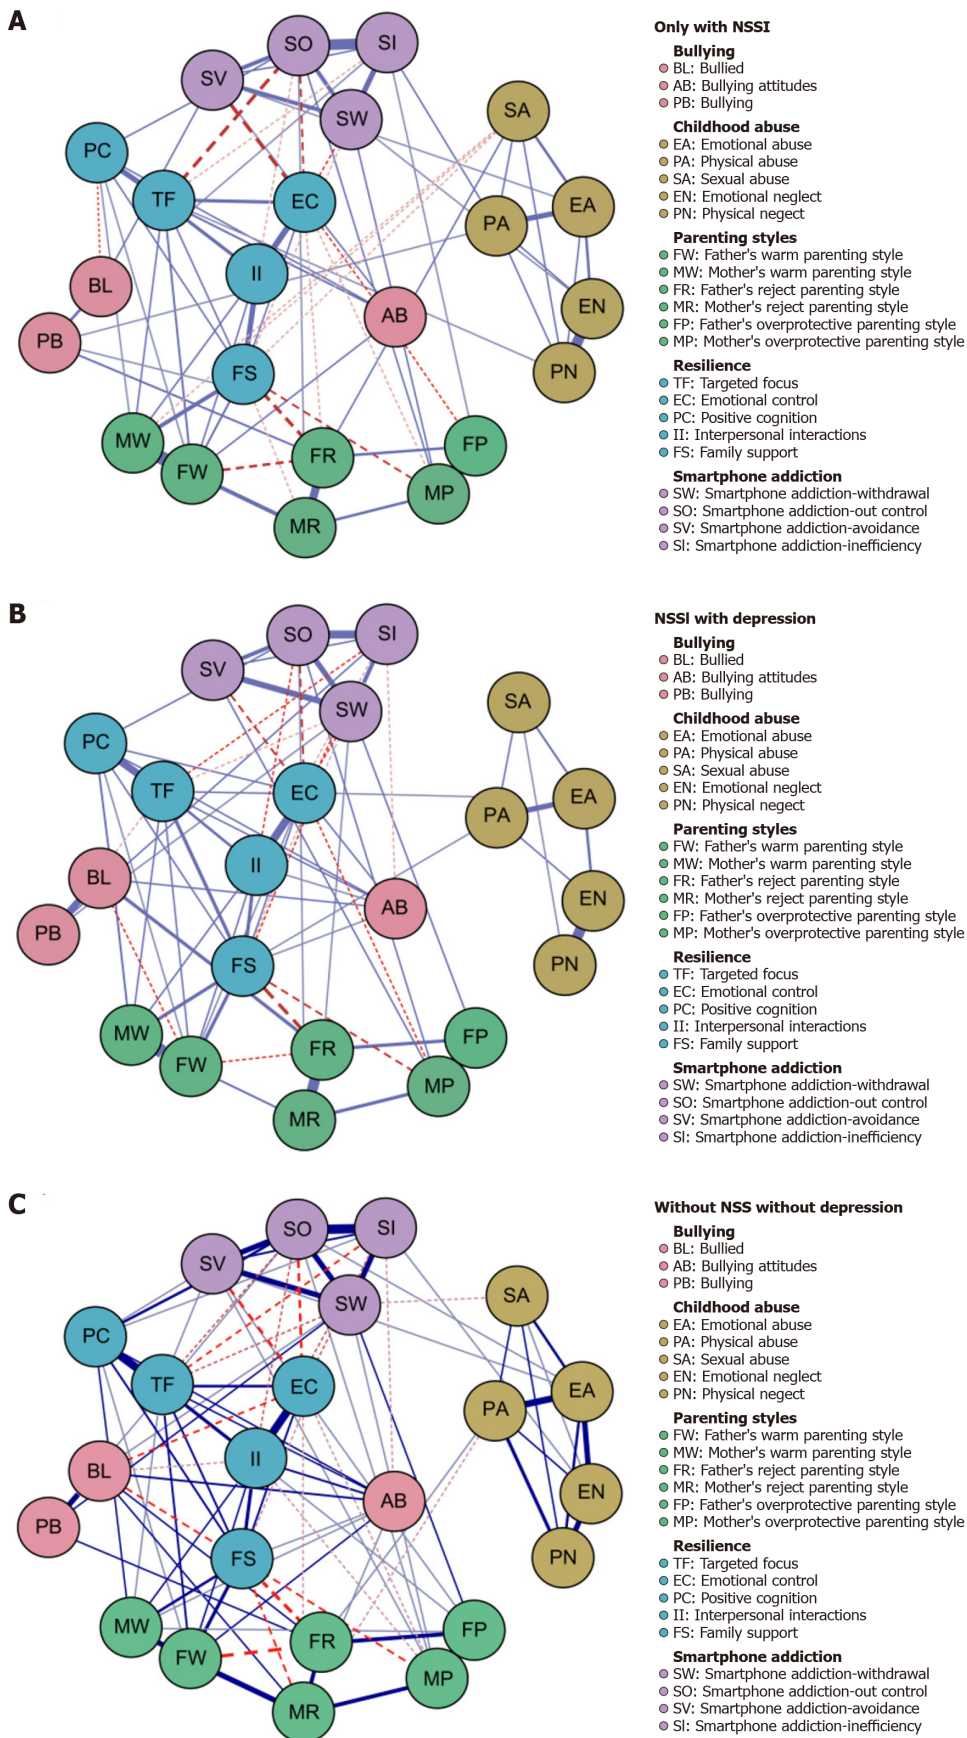 A
Only with NSSI
Bullying
BL: Bullied
AB: Bullying attitudes
PB: Bullying
Childhood abuse
EA: Emotional abuse
PA: Physical abuse
SA: Sexual abuse
EN: Emotional neglect
PN: Physical negect
Parenting styles
FW: Father's warm parenting style
MW: Mother's warm parenting style
FR: Father's reject parenting style
MR: Mother's reject parenting style
FP: Father's overprotective parenting style
MP: Mother's overprotective parenting style
Resilience
TF: Targeted focus
EC: Emotional control
PC: Positive cognition
II: Interpersonal interactions
FS: Family support
Smartphone addiction
SW: Smartphone addiction-withdrawal
SO: Smartphone addiction-out control
SV: Smartphone addiction-avoidance
SI: Smartphone addiction-inefficiency
SO
SI
SV
SW
SA
PC
TF
EC
PA
EA
II
BL
AB
EN
PB
FS
PN
MW
FW
FR
FP
MP
MR
B
NSSI with depression
Bullying
BL: Bullied
AB: Bullying attitudes
PB: Bullying
Childhood abuse
EA: Emotional abuse
PA: Physical abuse
SA: Sexual abuse
EN: Emotional neglect
PN: Physical negect
Parenting styles
FW: Father's warm parenting style
MW: Mother's warm parenting style
FR: Father's reject parenting style
MR: Mother's reject parenting style
FP: Father's overprotective parenting style
MP: Mother's overprotective parenting style
Resilience
TF: Targeted focus
EC: Emotional control
PC: Positive cognition
II: Interpersonal interactions
FS: Family support
Smartphone addiction
SW: Smartphone addiction-withdrawal
SO: Smartphone addiction-out control
SV: Smartphone addiction-avoidance
SI: Smartphone addiction-inefficiency
SO
SI
SV
SW
SA
PC
TF
EC
PA
EA
II
BL
AB
EN
PB
FS
PN
MW
FW
FR
FP
MP
MR
C
Without NSS without depression
Bullying
BL: Bullied
AB: Bullying attitudes
PB: Bullying
Childhood abuse
EA: Emotional abuse
PA: Physical abuse
SA: Sexual abuse
EN: Emotional neglect
PN: Physical negect
Parenting styles
FW: Father's warm parenting style
MW: Mother's warm parenting style
FR: Father's reject parenting style
MR: Mother's reject parenting style
FP: Father's overprotective parenting style
MP: Mother's overprotective parenting style
Resilience
TF: Targeted focus
EC: Emotional control
PC: Positive cognition
II: Interpersonal interactions
FS: Family support
Smartphone addiction
SW: Smartphone addiction-withdrawal
SO: Smartphone addiction-out control
SV: Smartphone addiction-avoidance
SI: Smartphone addiction-inefficiency
SO
SI
SV
SW
SA
PC
TF
EC
PA
EA
II
BL
AB
EN
PB
FS
PN
MW
FW
FR
FP
MP
MR